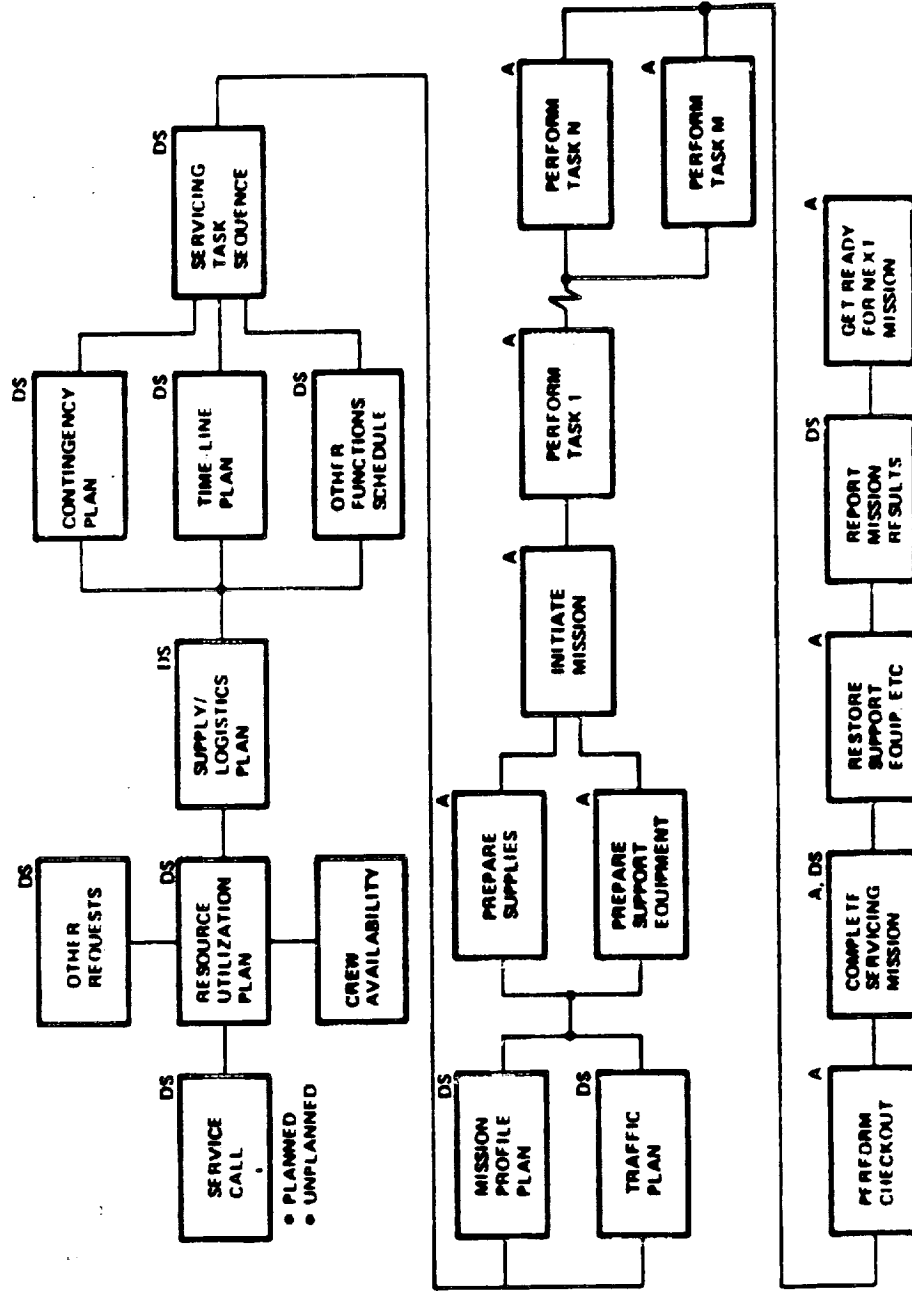 DS
SERVICE
CALL
• PLANNED
• UNPLANNED
DS
OTHER
REQUESTS
DS
RESOURCE
UTILIZATION
PLAN
CREW
AVAILABILITY
DS
SUPPLY/
LOGISTICS
PLAN
DS
CONTINGENCY
PLAN
DS
TIME-LINE
PLAN
DS
OTHER
FUNCTIONS
SCHEDULE
DS
SERVICING
TASK
SEQUENCE
DS
MISSION
PROFILE
PLAN
DS
TRAFFIC
PLAN
A
PREPARE
SUPPLIES
A
PREPARE
SUPPORT
EQUIPMENT
A
INITIATE
MISSION
A
PERFORM
TASK 1
A
PERFORM
TASK N
A
PERFORM
TASK M
A
PERFORM
CHECKOUT
A, DS
COMPLETE
SERVICING
MISSION
A
RESTORE
SUPPORT
EQUIP. ETC
DS
REPORT
MISSION
RESULTS
A
GET READY
FOR NEXT
MISSION